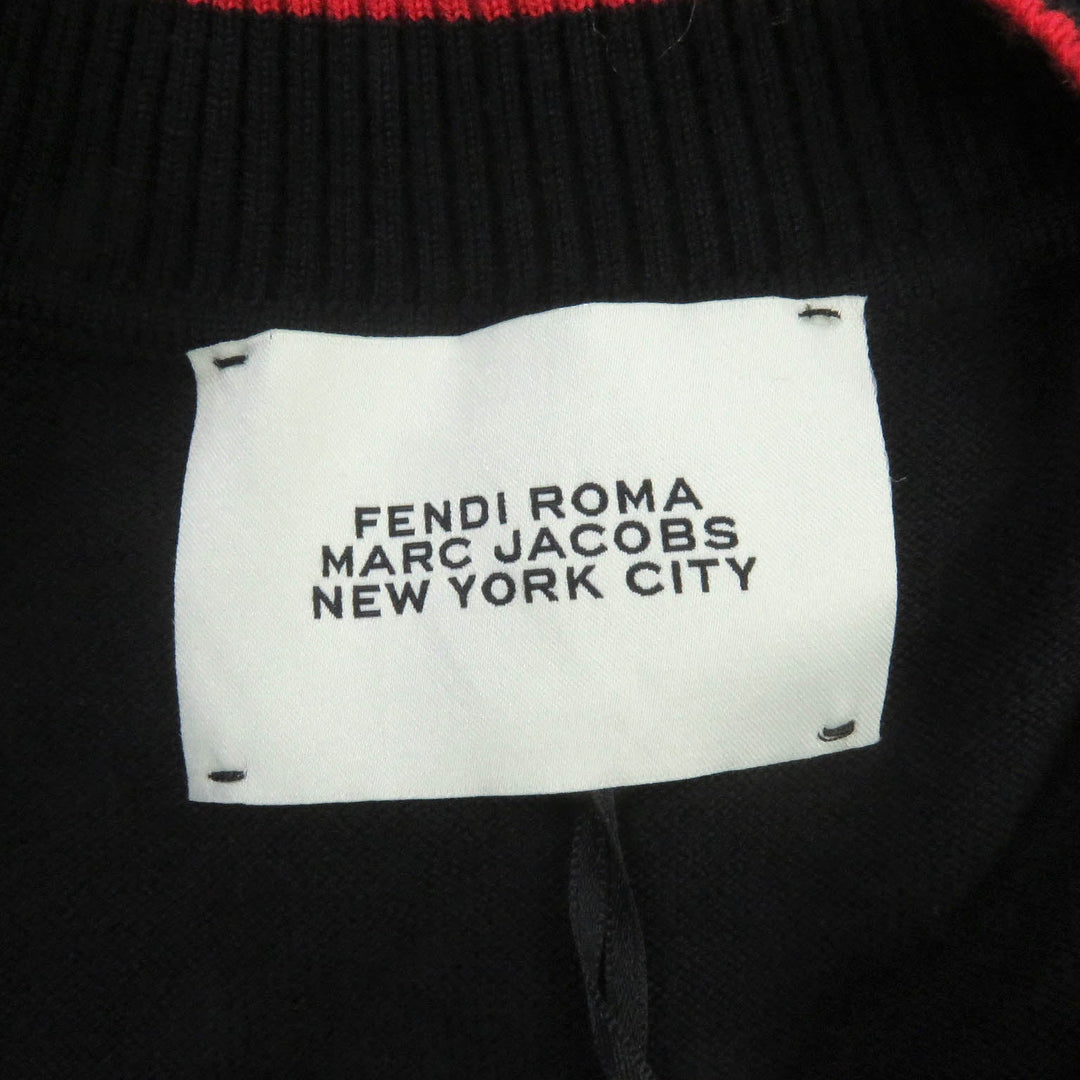 FENDI ROMA
MARC JACOBS
NEW YORK CITY